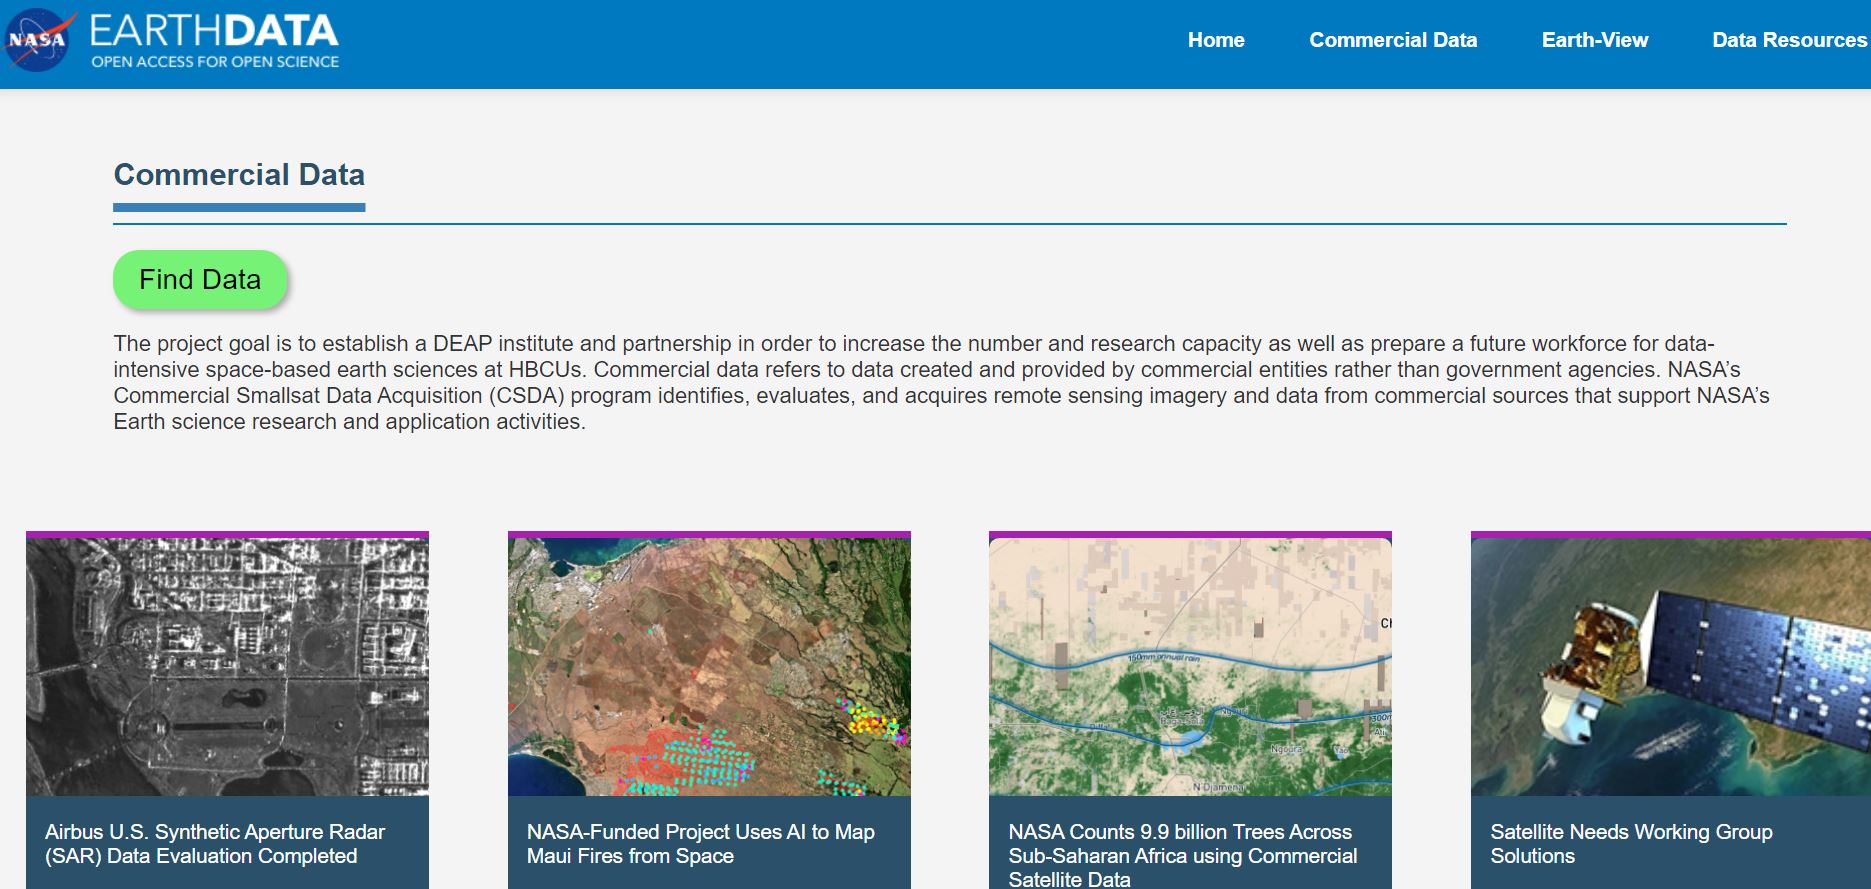 NASA
EARTHDATA
OPEN ACCESS FOR OPEN SCIENCE
Home
Commercial Data
Earth-View
Data Resources
Commercial Data
Find Data
The project goal is to establish a DEAP institute and partnership in order to increase the number and research capacity as well as prepare a future workforce for data-
intensive space-based earth sciences at HBCUs. Commercial data refers to data created and provided by commercial entities rather than government agencies. NASA’s
Commercial Smallsat Data Acquisition (CSDA) program identifies, evaluates, and acquires remote sensing imagery and data from commercial sources that support NASA’s
Earth science research and application activities.
150mm annual rain
Ngouri
Ngoura
Yao
N'Djamena
Airbus U.S. Synthetic Aperture Radar
(SAR) Data Evaluation Completed
NASA-Funded Project Uses AI to Map
Maui Fires from Space
NASA Counts 9.9 billion Trees Across
Sub-Saharan Africa using Commercial
Satellite Data
Satellite Needs Working Group
Solutions